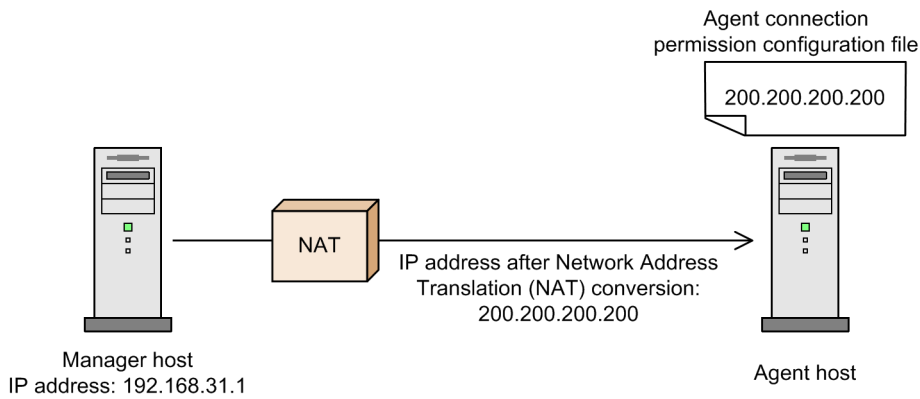 Agent connection
permission configuration file
200.200.200.200
NAT
IP address after Network Address
Translation (NAT) conversion:
200.200.200.200
Manager host
IP address: 192.168.31.1
Agent host